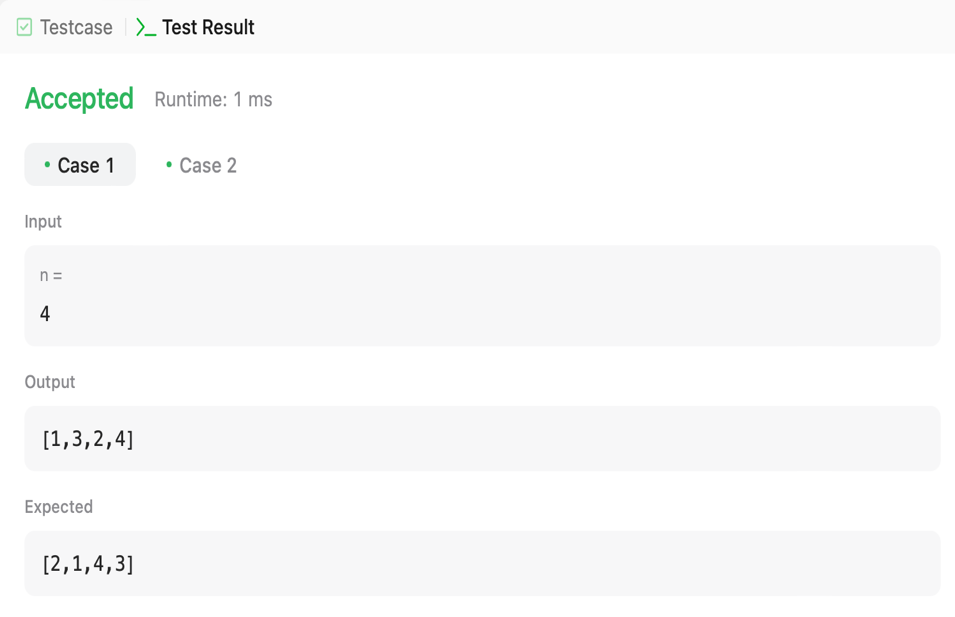 Testcase Test Result
Accepted Runtime: 1 ms
Case 1 Case 2
Input
n =
4
Output
[1,3,2,4]
Expected
[2,1,4,3]